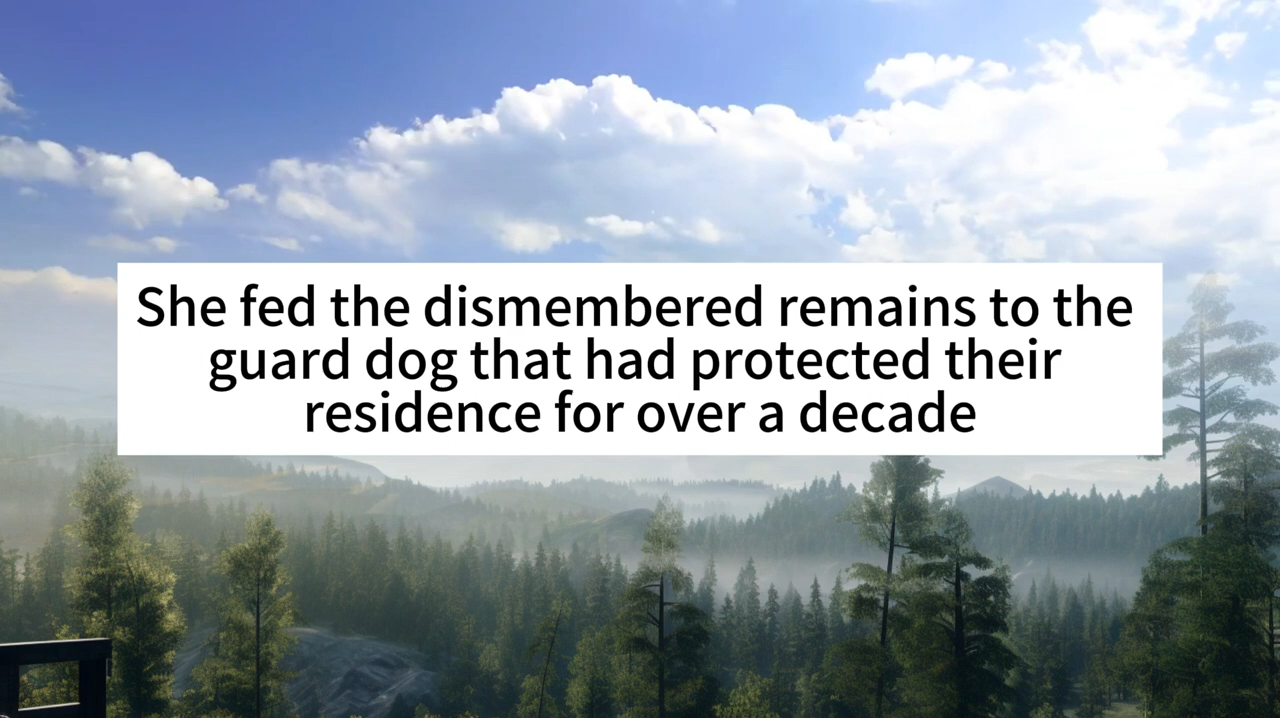 She fed the dismembered remains to the
guard dog that had protected their
residence for over a decade